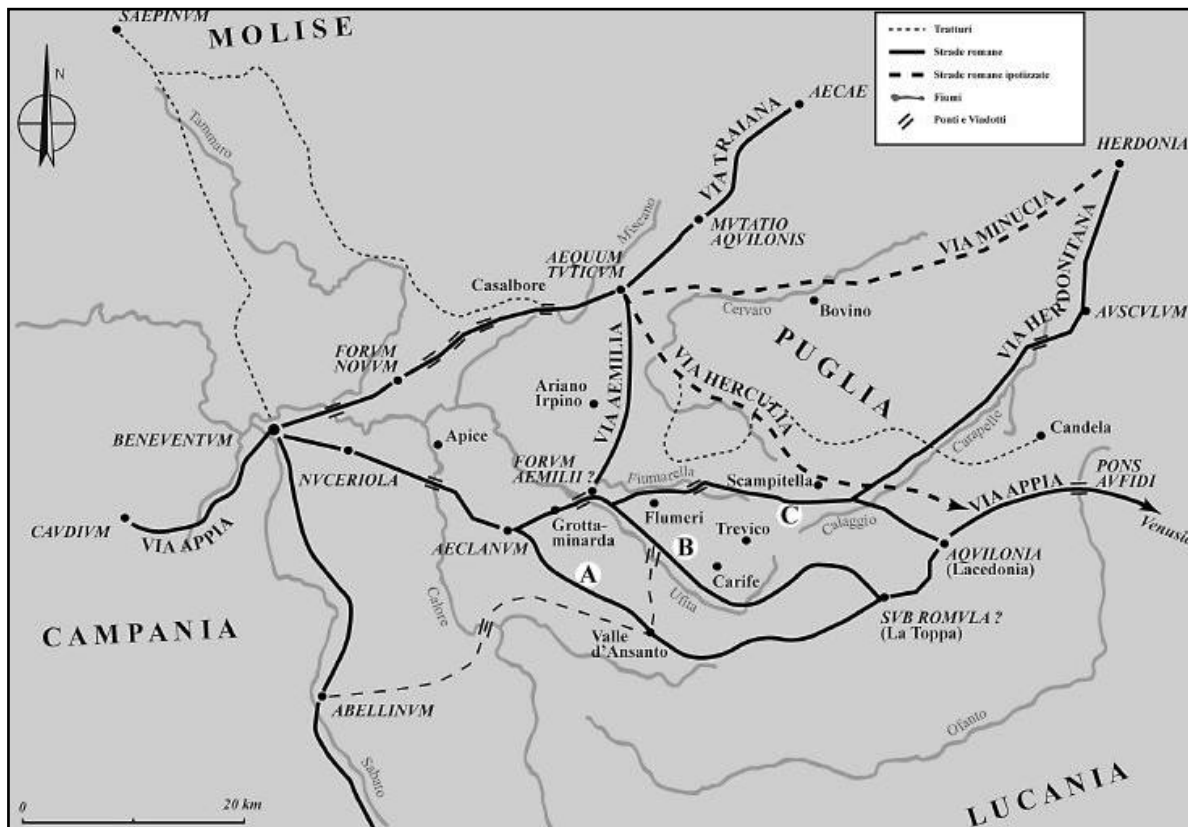 SAEPINVM
MOLISE
N
Tratturi
Strade romane
Strade romane ipotizzate
Fiumi
Ponti e Viadotti
Tammaro
AECAE
VIA TRAIANA
HERDONIA
Miscano
MVTATIO
AQVILONIS
VIA MINUCIA
AEQUUM
TVTICVM
Casalbore
Cervaro
Bovino
VIA HERDONITANA
AVSCVLVM
PUGLIA
FORVM
NOVVM
VIA AEMILIA
VIA HERCULIA
Ariano
Irpino
Carapelle
Candela
BENEVENTVM
Apice
NVCERIOLA
FORVM
AEMILII ?
Fiumarella
Scampitella
PONS
AVFIDI
VIA APPIA
Venusio
CAVDIVM
VIA APPIA
Grotta-
minarda
Flumeri
C
Calaggio
AECLANVM
Trevico
B
AQVILONIA
(Lacedonia)
A
Carife
Ufita
Calore
SVB ROMVLA ?
(La Toppa)
CAMPANIA
Valle
d'Ansanto
ABELLINVM
Ofanto
Sabato
LUCANIA
0
20 km